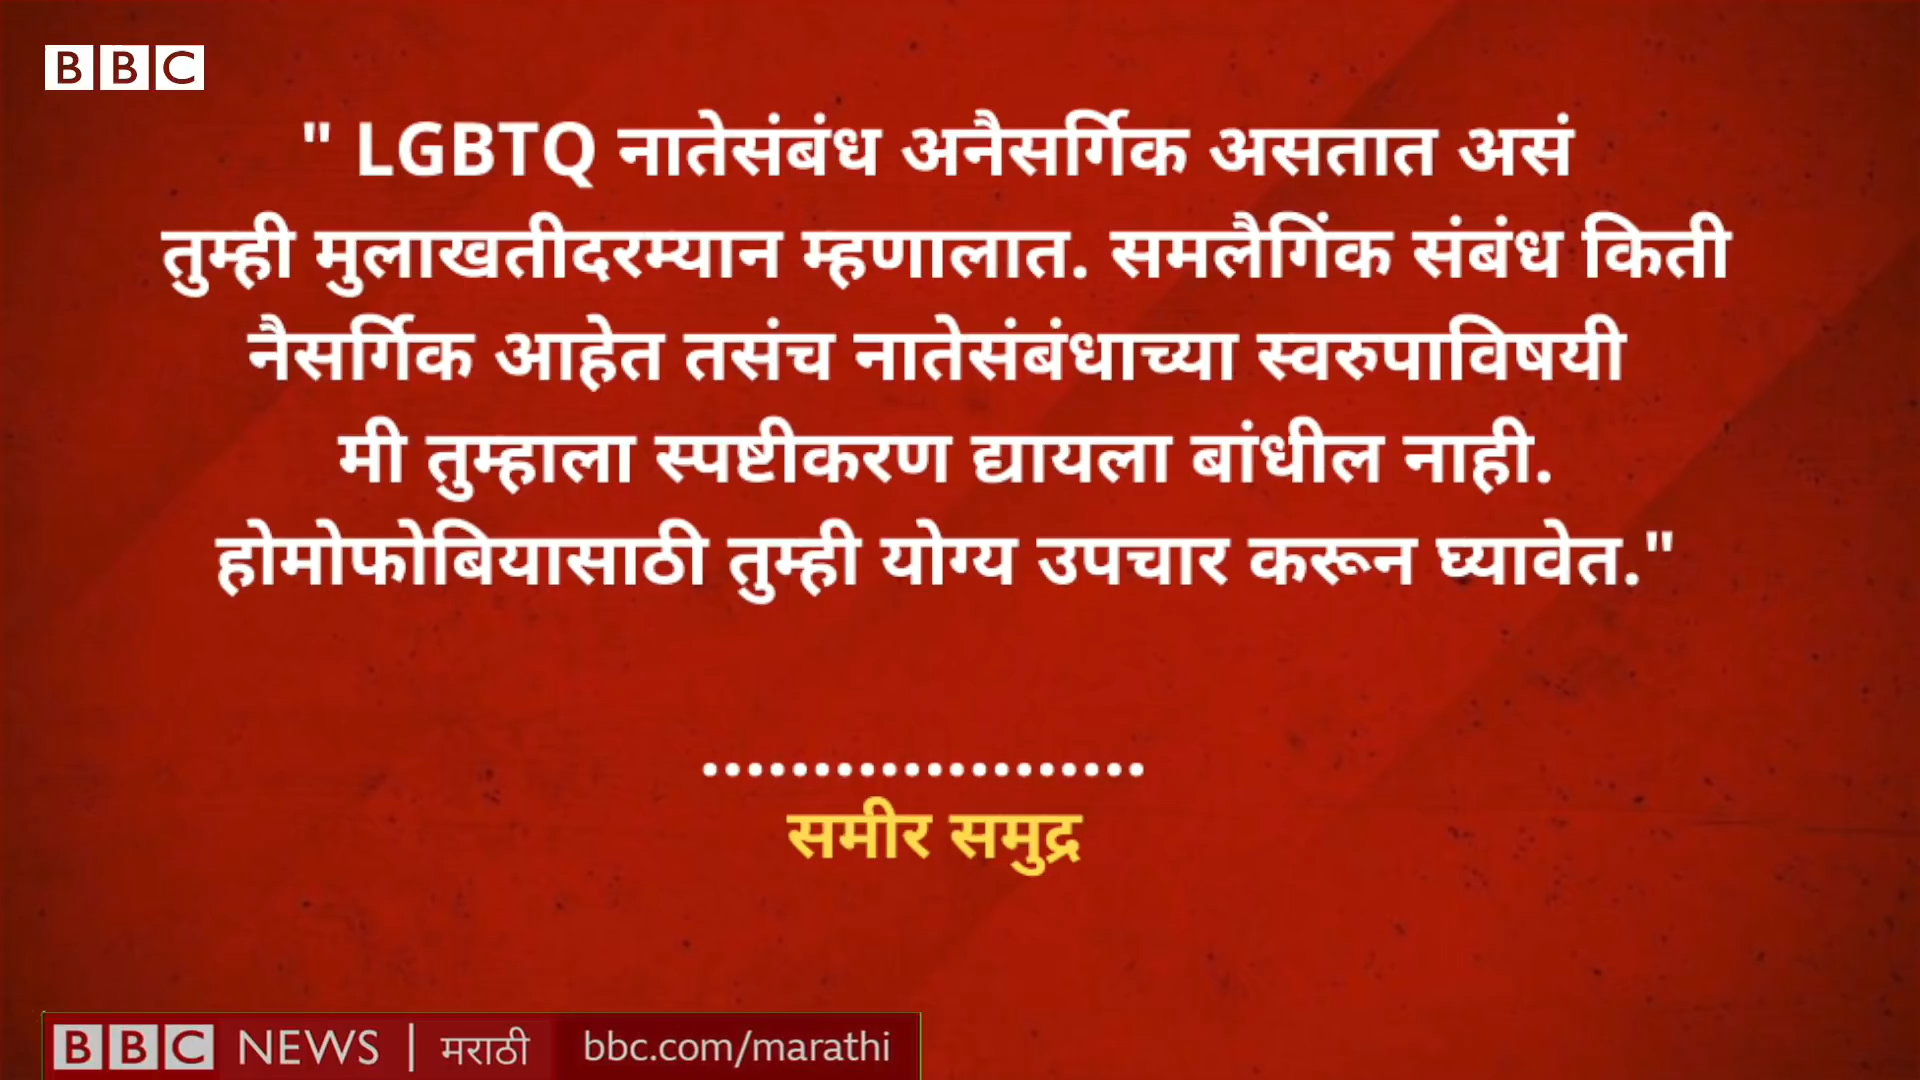 BBC
" LGBTQ नातेसंबंध अनैसर्गिक असतात असं
तुम्ही मुलाखतीदरम्यान म्हणालात. समलैगिंक संबंध किती
नैसर्गिक आहेत तसंच नातेसंबंधाच्या स्वरुपाविषयी
मी तुम्हाला स्पष्टीकरण द्यायला बांधील नाही.
होमोफोबियासाठी तुम्ही योग्य उपचार करून घ्यावेत."
....................
समीर समुद्र
BBC NEWS | मराठी bbc.com/marathi